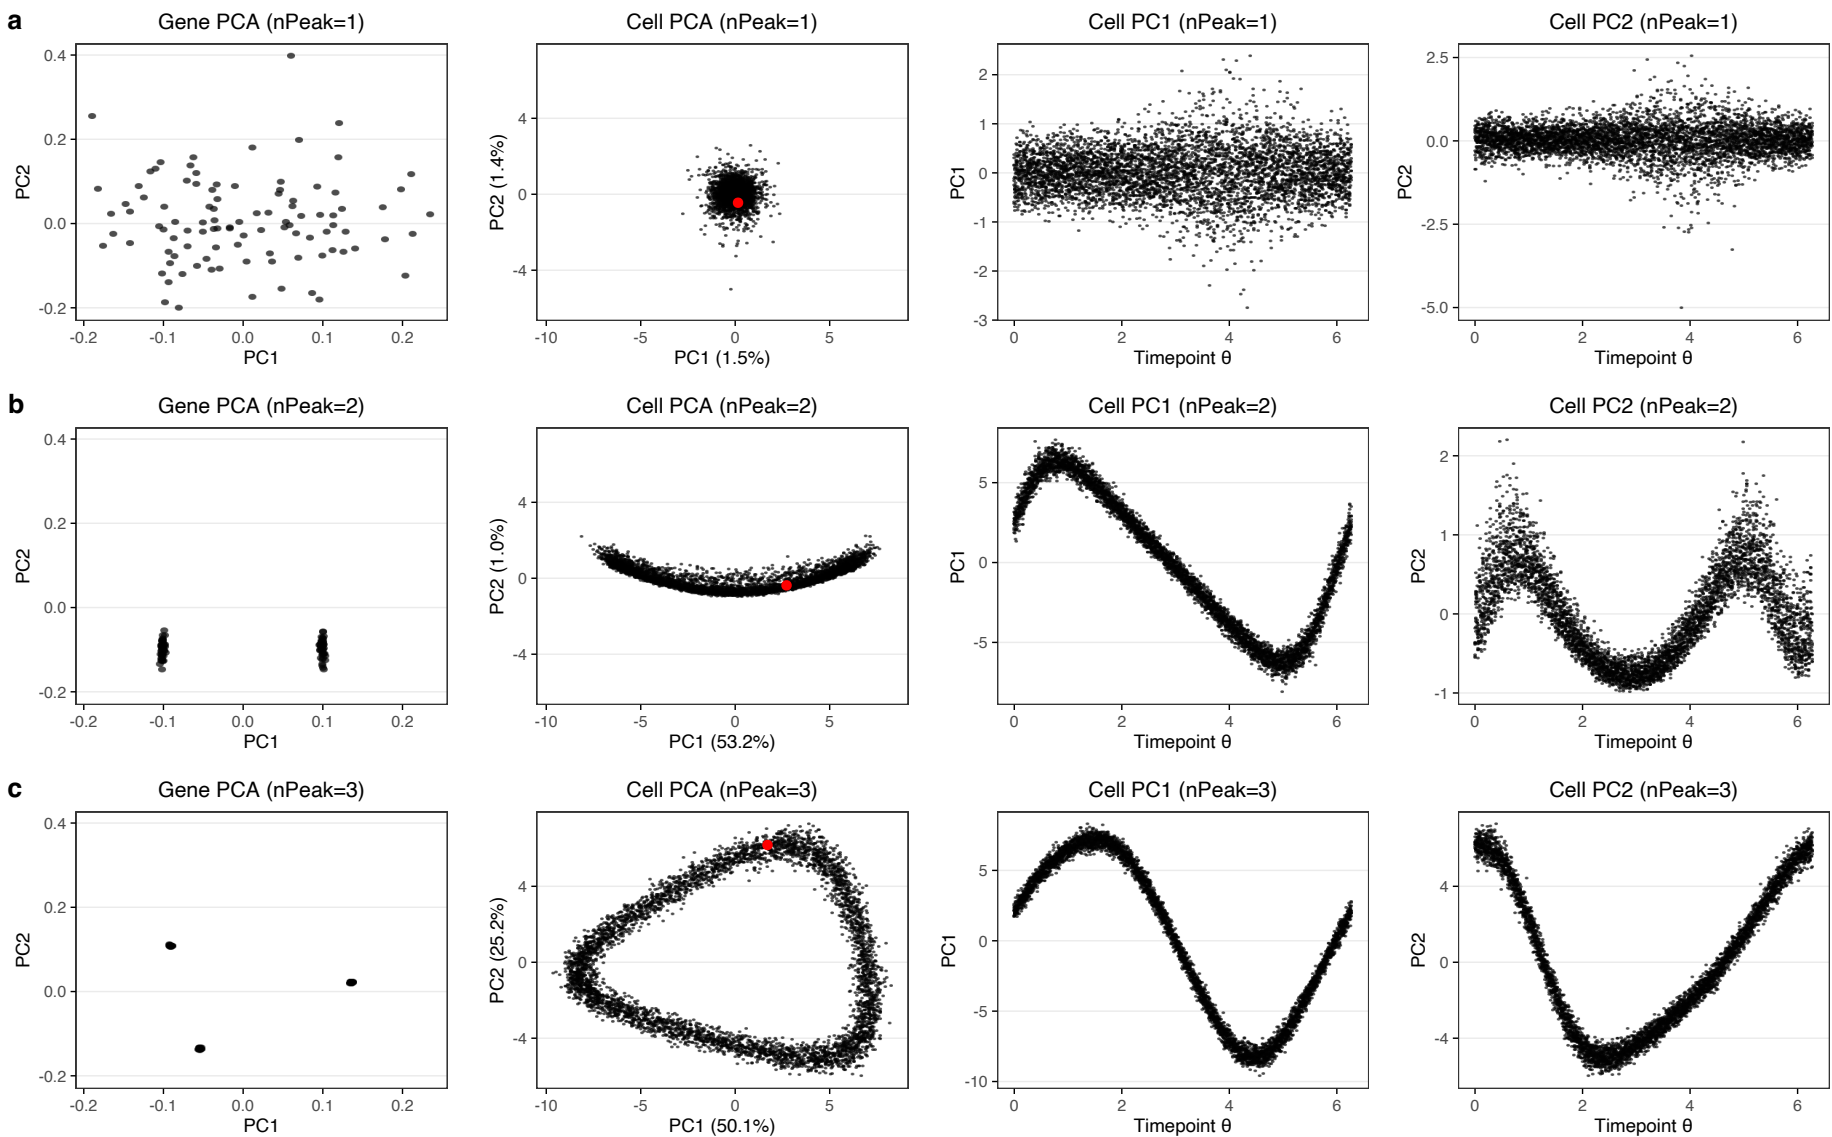 a
Gene PCA (nPeak=1)
Cell PCA (nPeak=1)
Cell PC1 (nPeak=1)
Cell PC2 (nPeak=1)
PC2
0.4
0.2
0.0
-0.2
-0.2 -0.1 0.0 0.1 0.2
PC1
PC2 (1.4%)
4
0
-4
-10 -5 0 5
PC1 (1.5%)
PC1
2
1
0
-1
-2
-3
0 2 4 6
Timepoint θ
PC2
2.5
0.0
-2.5
-5.0
0 2 4 6
Timepoint θ
b
Gene PCA (nPeak=2)
Cell PCA (nPeak=2)
Cell PC1 (nPeak=2)
Cell PC2 (nPeak=2)
PC2
0.4
0.2
0.0
-0.2
-0.2 -0.1 0.0 0.1 0.2
PC1
PC2 (1.0%)
4
0
-4
-10 -5 0 5
PC1 (53.2%)
PC1
5
0
-5
0 2 4 6
Timepoint θ
PC2
2
1
0
-1
0 2 4 6
Timepoint θ
c
Gene PCA (nPeak=3)
Cell PCA (nPeak=3)
Cell PC1 (nPeak=3)
Cell PC2 (nPeak=3)
PC2
0.4
0.2
0.0
-0.2
-0.2 -0.1 0.0 0.1 0.2
PC1
PC2 (25.2%)
4
0
-4
-10 -5 0 5
PC1 (50.1%)
PC1
5
0
-5
-10
0 2 4 6
Timepoint θ
PC2
4
0
-4
0 2 4 6
Timepoint θ